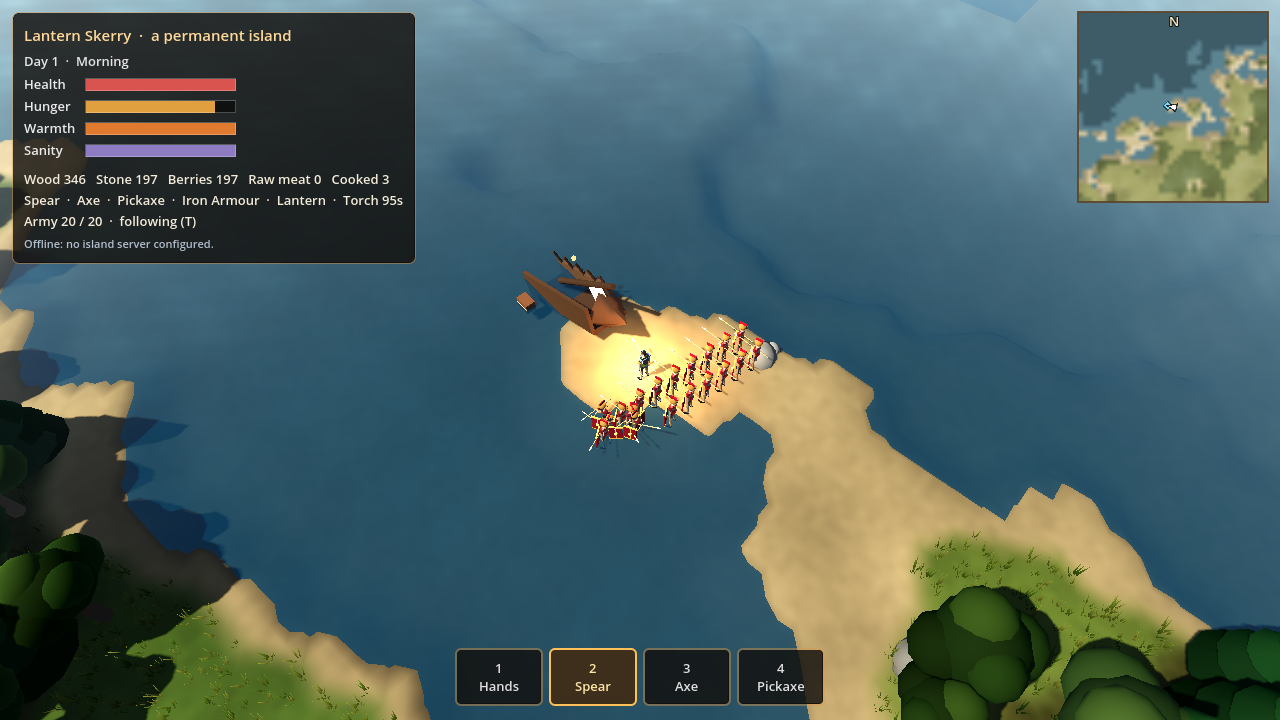 Lantern Skerry · a permanent island
Day 1 · Morning
Health
Hunger
Warmth
Sanity
Wood 346 Stone 197 Berries 197 Raw meat 0 Cooked 3
Spear · Axe · Pickaxe · Iron Armour · Lantern · Torch 95s
Army 20 / 20 · following (T)
Offline: no island server configured.
N
1
Hands
2
Spear
3
Axe
4
Pickaxe